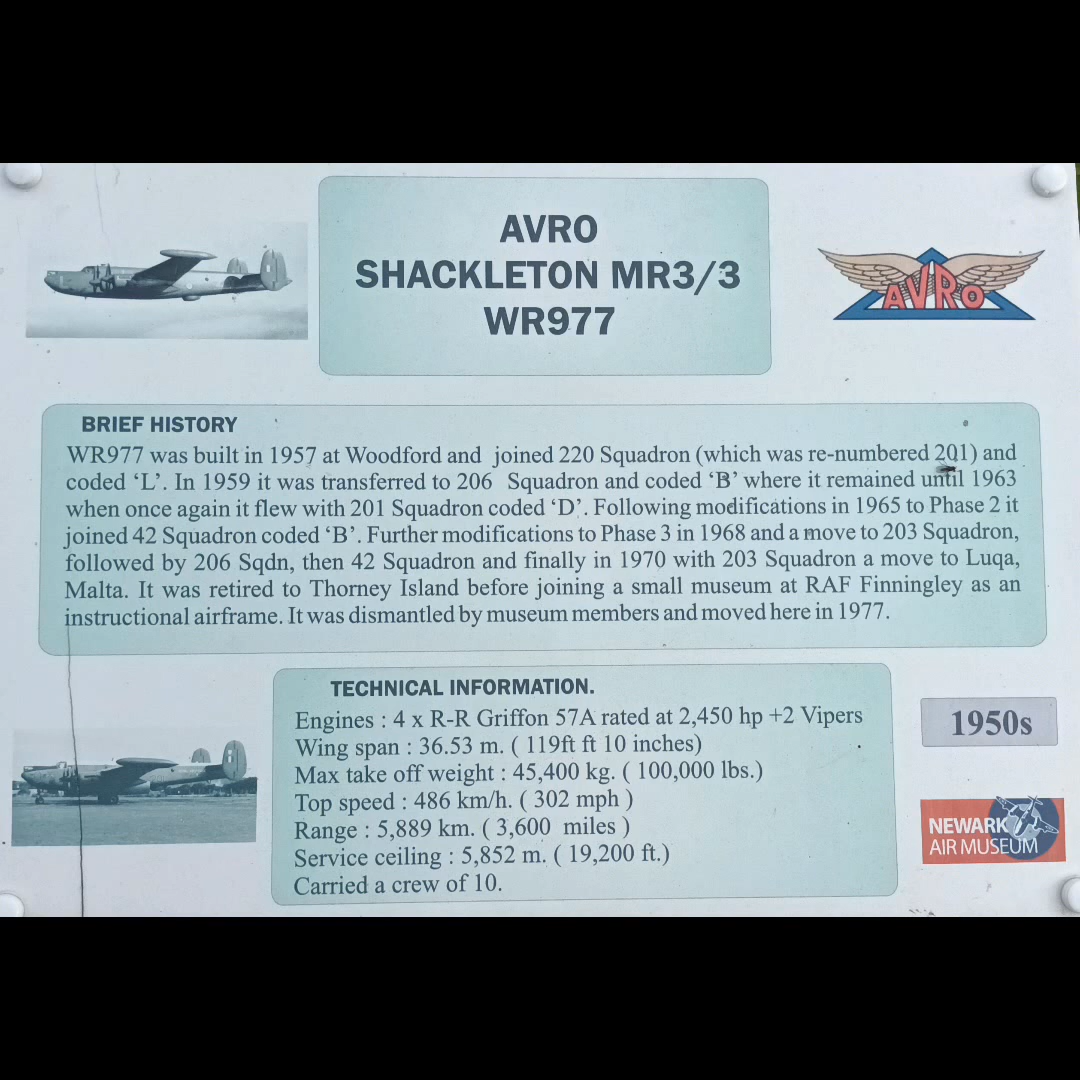 AVRO
SHACKLETON MR3/3
WR977
AVRO
BRIEF HISTORY
WR977 was built in 1957 at Woodford and joined 220 Squadron (which was re-numbered 201) and
coded ‘L’. In 1959 it was transferred to 206 Squadron and coded ‘B’ where it remained until 1963
when once again it flew with 201 Squadron coded ‘D’. Following modifications in 1965 to Phase 2 it
joined 42 Squadron coded ‘B’. Further modifications to Phase 3 in 1968 and a move to 203 Squadron,
followed by 206 Sqdn, then 42 Squadron and finally in 1970 with 203 Squadron a move to Luqa,
Malta. It was retired to Thorney Island before joining a small museum at RAF Finningley as an
instructional airframe. It was dismantled by museum members and moved here in 1977.
TECHNICAL INFORMATION.
Engines : 4 x R-R Griffon 57A rated at 2,450 hp +2 Vipers
Wing span : 36.53 m. ( 119ft ft 10 inches)
Max take off weight : 45,400 kg. ( 100,000 lbs.)
Top speed : 486 km/h. ( 302 mph )
Range : 5,889 km. ( 3,600 miles )
Service ceiling : 5,852 m. ( 19,200 ft.)
Carried a crew of 10.
1950s
NEWARK
AIR MUSEUM